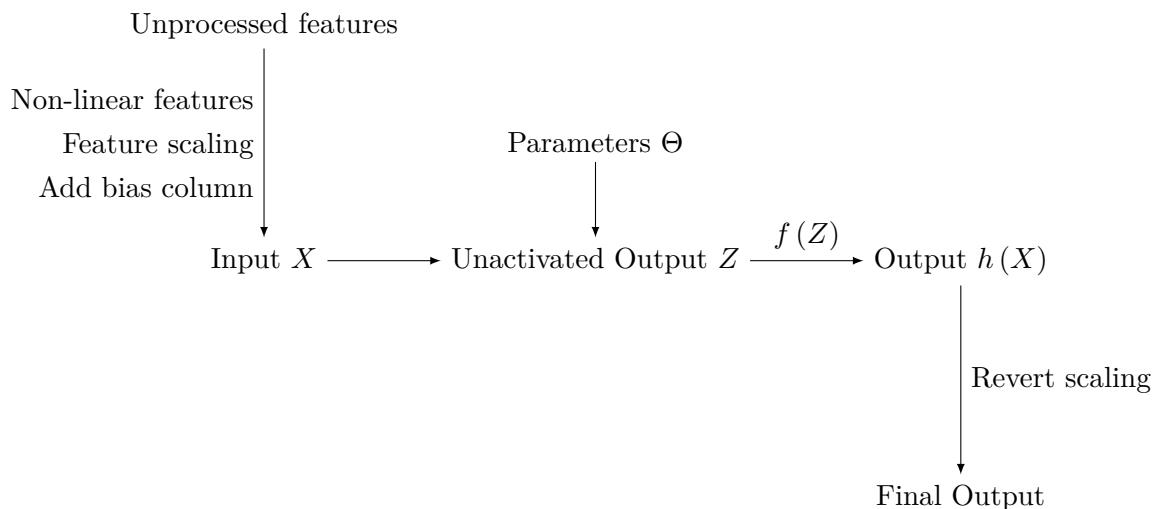 Unprocessed features
Non-linear features
Feature scaling
Add bias column
Parameters Θ
Input X
Unactivated Output Z
f (Z)
Output h (X)
Revert scaling
Final Output